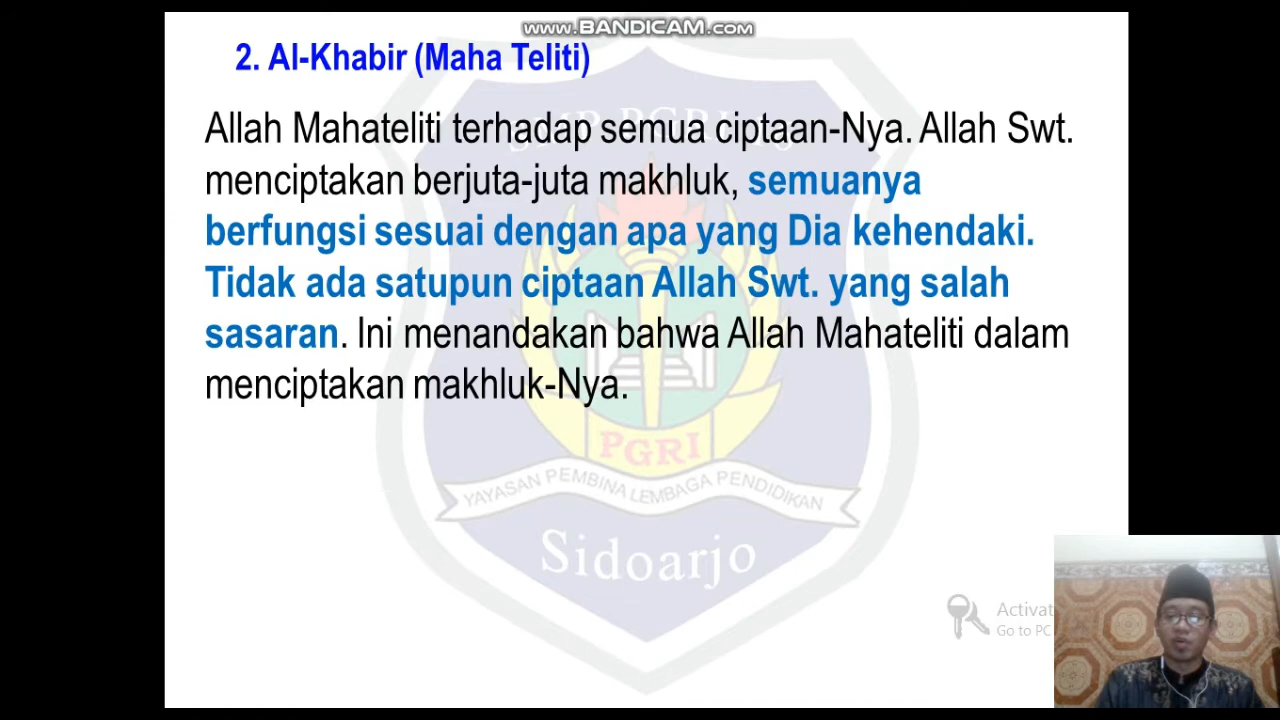 www.BANDICAM.com
2. Al-Khabir (Maha Teliti)
Allah Mahateliti terhadap semua ciptaan-Nya. Allah Swt.
menciptakan berjuta-juta makhluk, semuanya
berfungsi sesuai dengan apa yang Dia kehendaki.
Tidak ada satupun ciptaan Allah Swt. yang salah
sasaran. Ini menandakan bahwa Allah Mahateliti dalam
menciptakan makhluk-Nya.
PGRI
YAYASAN PEMBINA LEMBAGA PENDIDIKAN
Sidoarjo
Activat
Go to PC